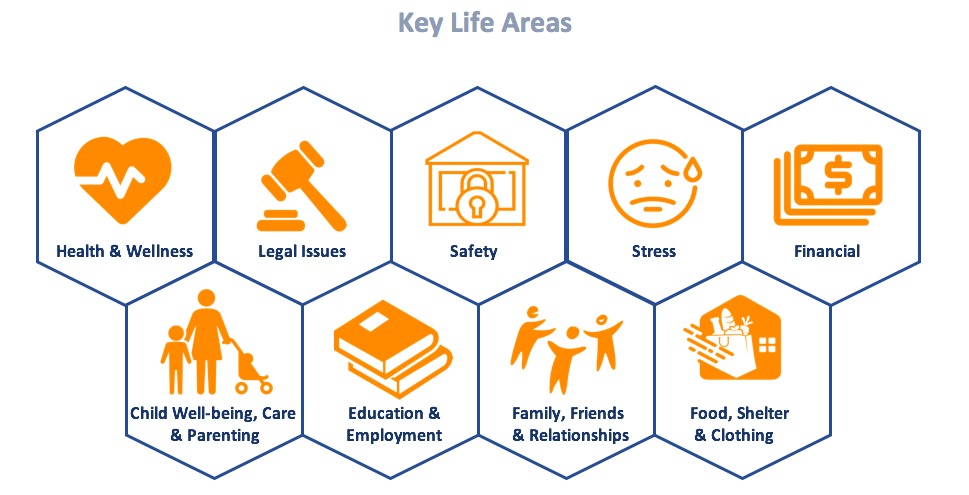 Key Life Areas
Health & Wellness
Legal Issues
Safety
Stress
Financial
$
Child Well-being, Care
& Parenting
Education &
Employment
Family, Friends
& Relationships
Food, Shelter
& Clothing